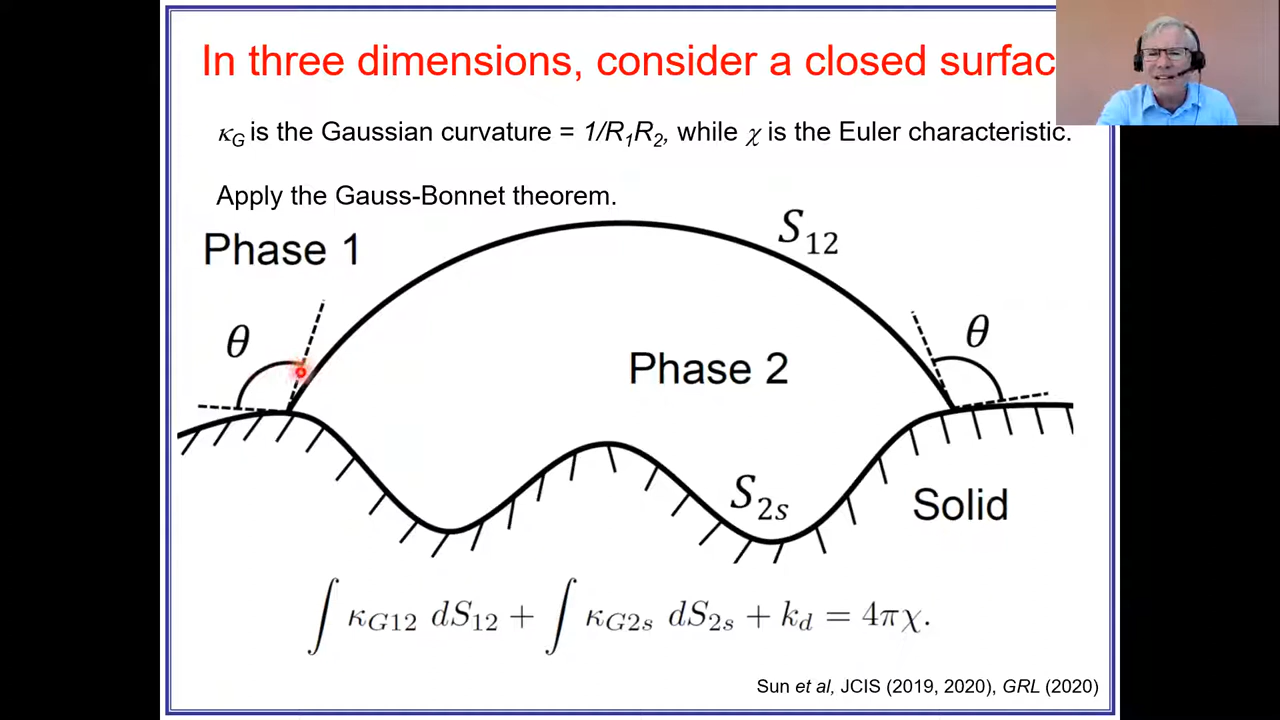 In three dimensions, consider a closed surfac
κG is the Gaussian curvature = 1/R1R2, while χ is the Euler characteristic.
Apply the Gauss-Bonnet theorem.
Phase 1
S12
θ
θ
Phase 2
S2s
Solid
∫ κG12 dS12 + ∫ κG2s dS2s + kd = 4πχ.
Sun et al, JCIS (2019, 2020), GRL (2020)